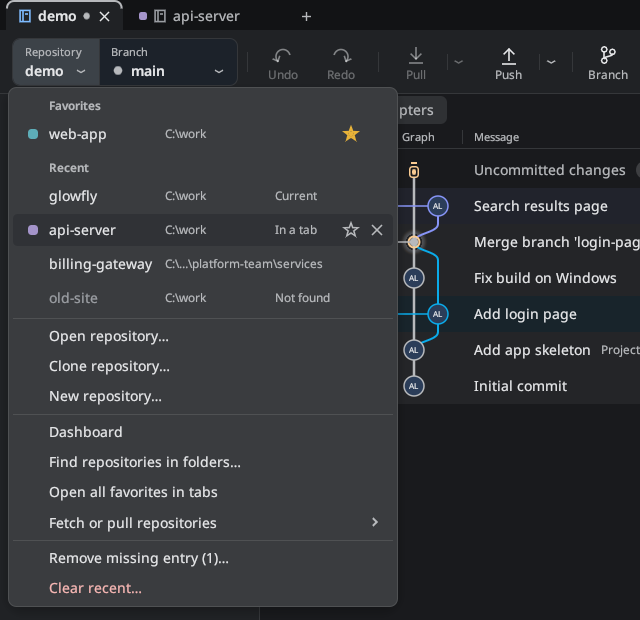 demo
api-server
+
Repository
demo
Branch
main
Undo
Redo
Pull
Push
Branch
pters
Graph
Message
Favorites
web-app C:\work
Recent
glowfly C:\work Current
api-server C:\work In a tab
billing-gateway C:\...\platform-team\services
old-site C:\work Not found
Open repository...
Clone repository...
New repository...
Dashboard
Find repositories in folders...
Open all favorites in tabs
Fetch or pull repositories
Remove missing entry (1)...
Clear recent...
Uncommitted changes
AL Search results page
Merge branch 'login-pag
AL Fix build on Windows
AL Add login page
AL Add app skeleton Project
AL Initial commit